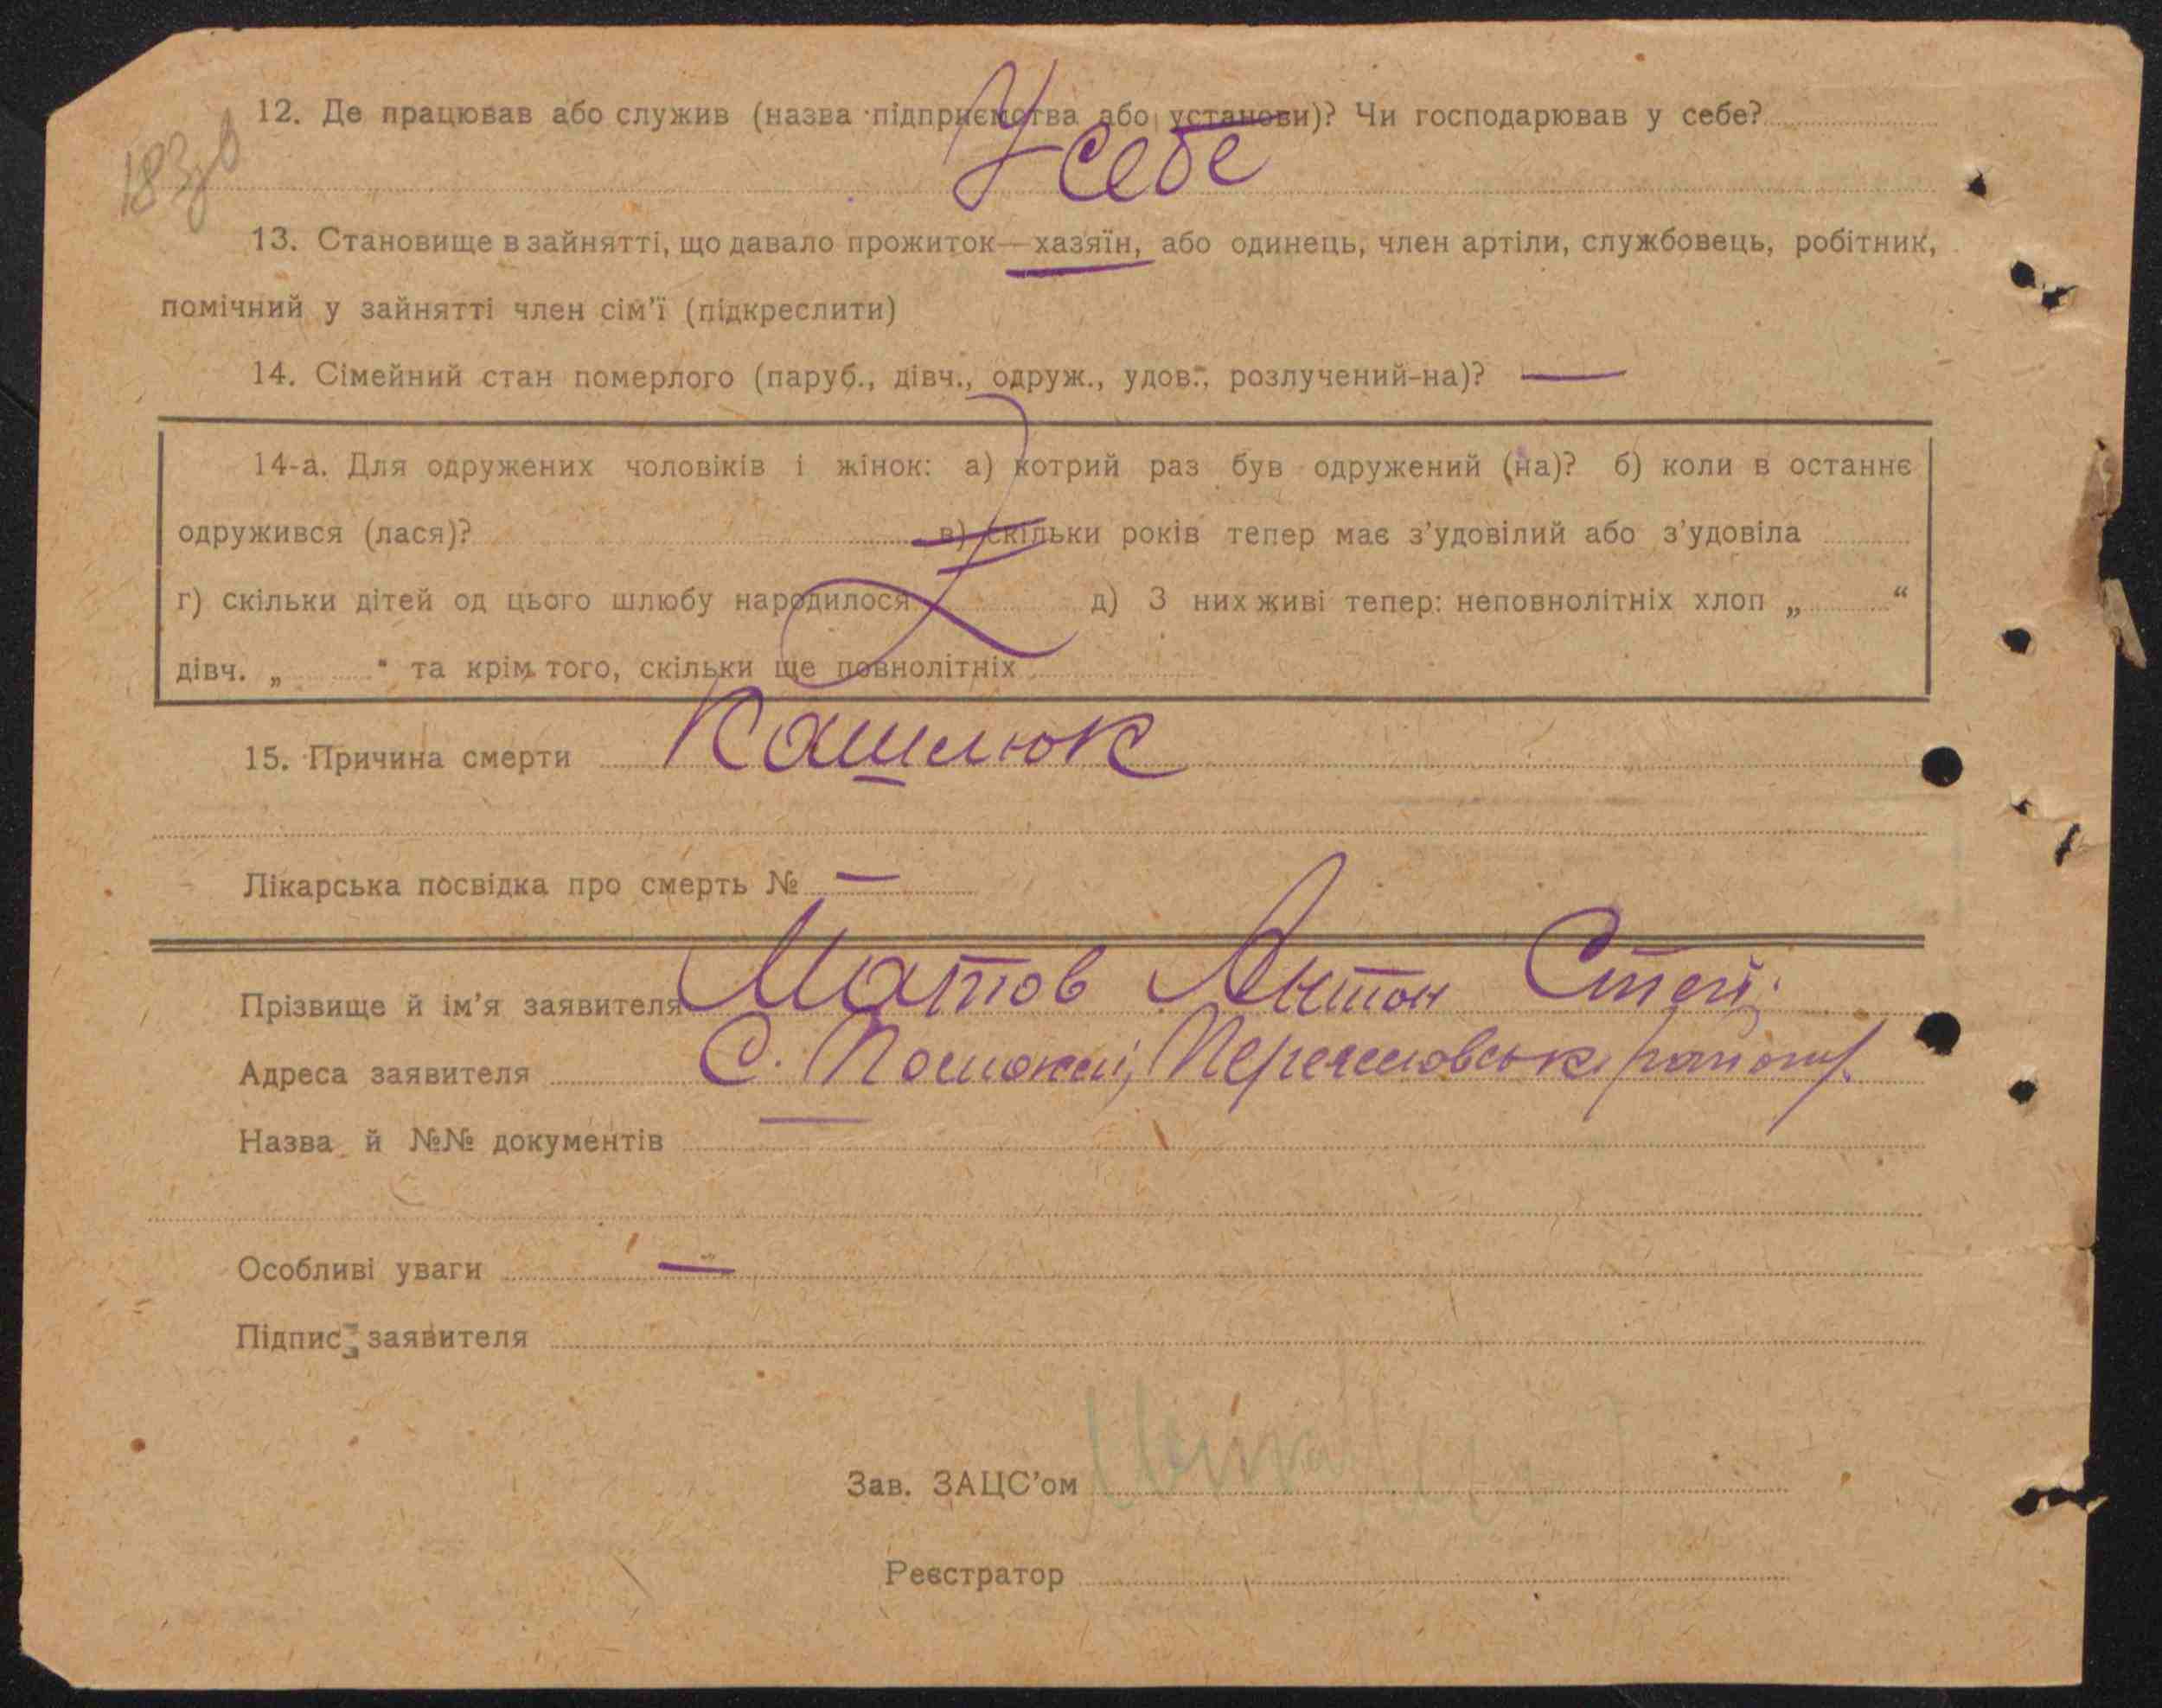 183зв
12. Де працював або служив (назва підприємства або установи)? Чи господарював у себе?
У себе
13. Становище в зайнятті, що давало прожиток—хазяїн, або одинець, член артіли, службовець, робітник,
помічний у зайнятті член сім'ї (підкреслити)
14. Сімейний стан померлого (паруб., дівч., одруж., удов., розлучений-на)? —
14-а. Для одружених чоловіків і жінок: а) котрий раз був одружений (на)? б) коли в останнє
одружився (лася)? в) скільки років тепер має з'удовілий або з'удовіла
г) скільки дітей од цього шлюбу народилося д) З них живі тепер: неповнолітніх хлоп „ “
дівч. „ “ та крім того, скільки ще повнолітніх
15. Причина смерти Кашлюк
Лікарська посвідка про смерть № —
Прізвище й ім'я заявителя Матов Антон
Адреса заявителя С.
Назва й №№ документів
Особливі уваги —
Підпис заявителя
Зав. ЗАЦС'ом
Реєстратор